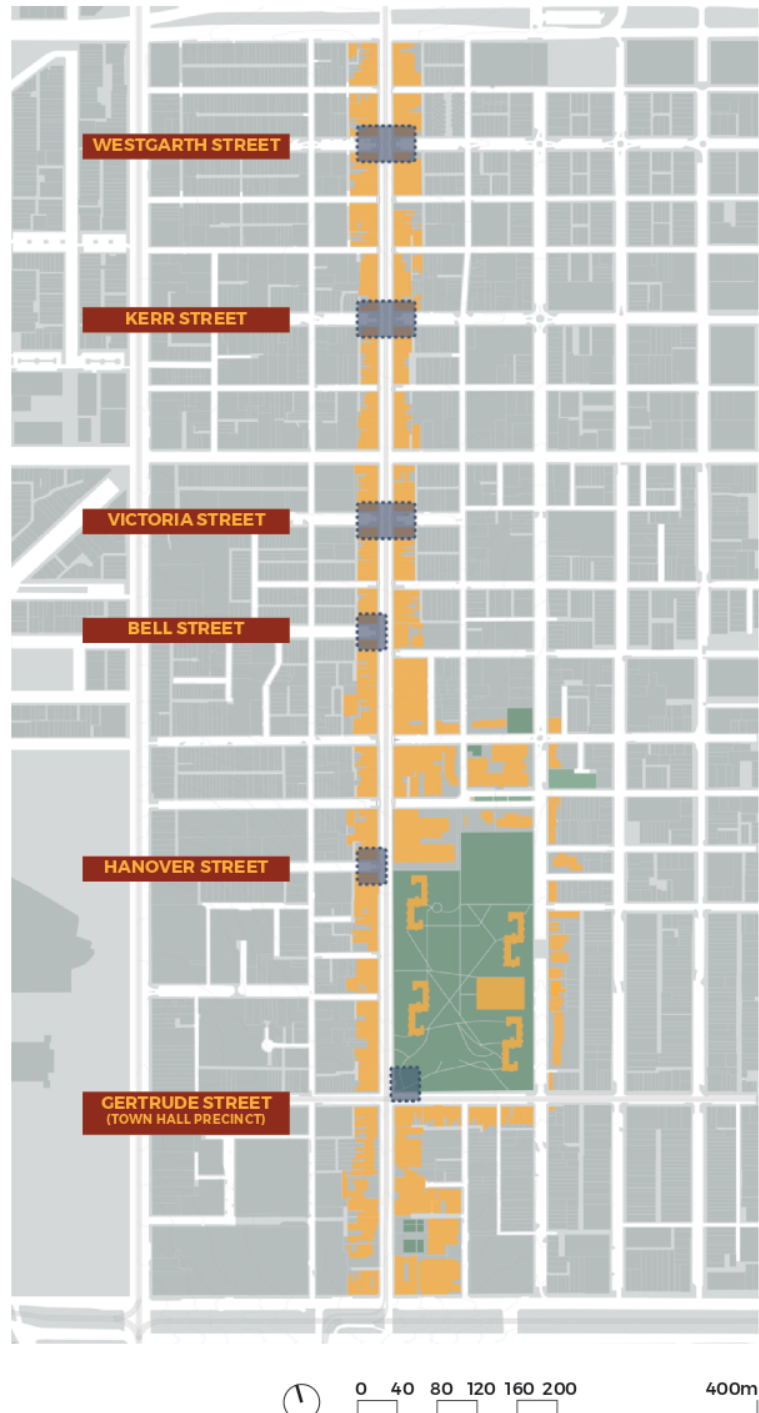 WESTGARTH STREET
KERR STREET
VICTORIA STREET
BELL STREET
HANOVER STREET
GERTRUDE STREET
(TOWN HALL PRECINCT)
0 40 80 120 160 200 400m